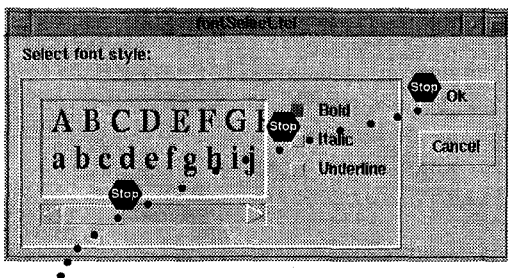 fontSelect.tcl
Select font style:
Stop
Ok
A B C D E F G
Stop
Bold
Italic
Cancel
a b c d e f g h i j
Underline
Stop